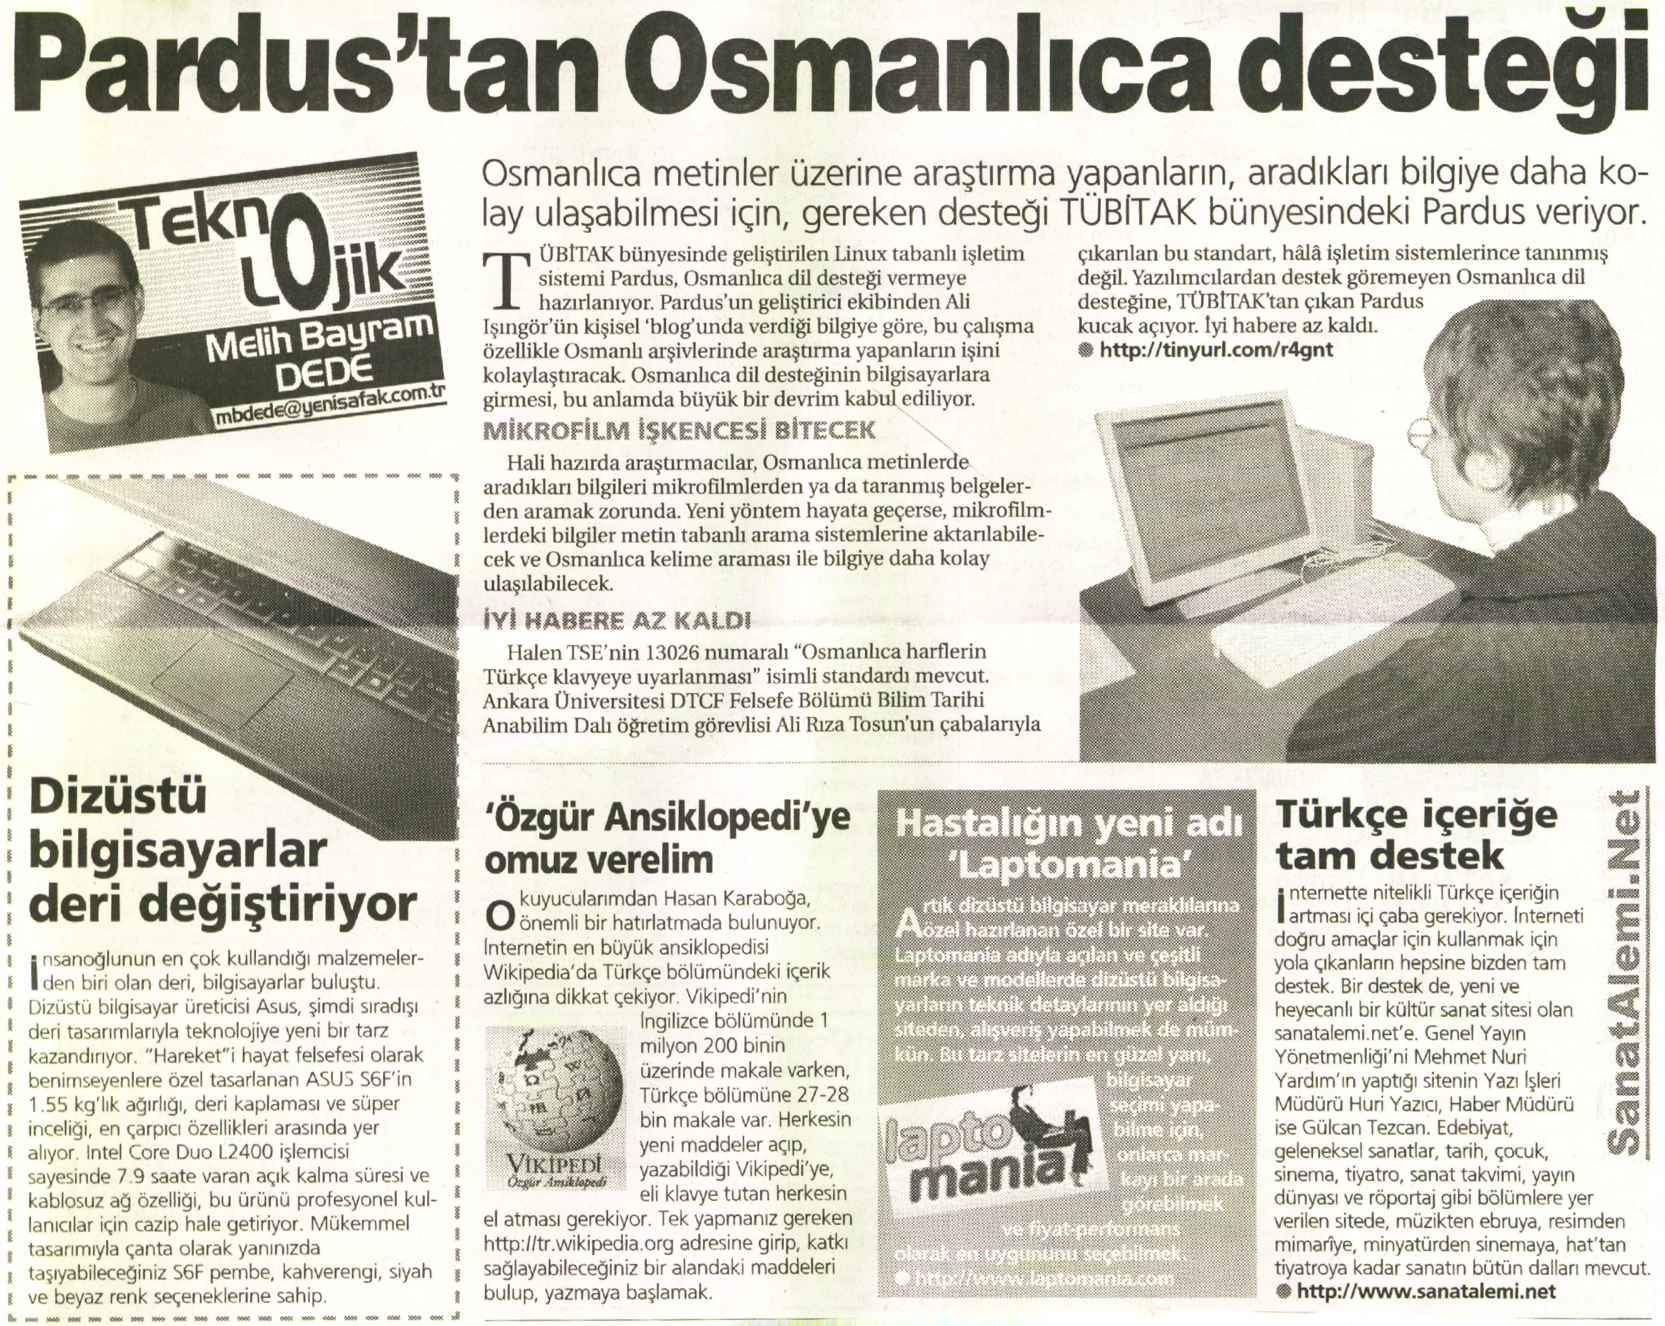 Pardus'tan Osmanlıca desteği
Teknolojik
Melih Bayram
DEDE
mbdede@yenisafak.com.tr
Osmanlıca metinler üzerine araştırma yapanların, aradıkları bilgiye daha ko-
lay ulaşabilmesi için, gereken desteği TÜBİTAK bünyesindeki Pardus veriyor.
TÜBİTAK bünyesinde geliştirilen Linux tabanlı işletim
sistemi Pardus, Osmanlıca dil desteği vermeye
hazırlanıyor. Pardus'un geliştirici ekibinden Ali
Işıngör'ün kişisel 'blog'unda verdiği bilgiye göre, bu çalışma
özellikle Osmanlı arşivlerinde araştırma yapanların işini
kolaylaştıracak. Osmanlıca dil desteğinin bilgisayarlara
girmesi, bu anlamda büyük bir devrim kabul ediliyor.
MİKROFİLM İŞKENCESİ BİTECEK
Hali hazırda araştırmacılar, Osmanlıca metinlerde
aradıkları bilgileri mikrofilmlerden ya da taranmış belgeler-
den aramak zorunda. Yeni yöntem hayata geçerse, mikrofilm-
lerdeki bilgiler metin tabanlı arama sistemlerine aktarılabile-
cek ve Osmanlıca kelime araması ile bilgiye daha kolay
ulaşılabilecek.
İYİ HABERE AZ KALDI
Halen TSE'nin 13026 numaralı "Osmanlıca harflerin
Türkçe klavyeye uyarlanması" isimli standardı mevcut.
Ankara Üniversitesi DTCF Felsefe Bölümü Bilim Tarihi
Anabilim Dalı öğretim görevlisi Ali Rıza Tosun'un çabalarıyla
çıkarılan bu standart, hâlâ işletim sistemlerince tanınmış
değil. Yazılımcılardan destek göremeyen Osmanlıca dil
desteğine, TÜBİTAK'tan çıkan Pardus
kucak açıyor. İyi habere az kaldı.
● http://tinyurl.com/r4gnt
Dizüstü
bilgisayarlar
deri değiştiriyor
İnsanoğlunun en çok kullandığı malzemeler-
den biri olan deri, bilgisayarlar buluştu.
Dizüstü bilgisayar üreticisi Asus, şimdi sıradışı
deri tasarımlarıyla teknolojiye yeni bir tarz
kazandırıyor. "Hareket"i hayat felsefesi olarak
benimseyenlere özel tasarlanan ASUS S6F'in
1.55 kg'lık ağırlığı, deri kaplaması ve süper
inceliği, en çarpıcı özellikleri arasında yer
alıyor. Intel Core Duo L2400 işlemcisi
sayesinde 7.9 saate varan açık kalma süresi ve
kablosuz ağ özelliği, bu ürünü profesyonel kul-
lanıcılar için cazip hale getiriyor. Mükemmel
tasarımıyla çanta olarak yanınızda
taşıyabileceğiniz S6F pembe, kahverengi, siyah
ve beyaz renk seçeneklerine sahip.
'Özgür Ansiklopedi'ye
omuz verelim
Okuyucularımdan Hasan Karaboğa,
önemli bir hatırlatmada bulunuyor.
İnternetin en büyük ansiklopedisi
Wikipedia'da Türkçe bölümündeki içerik
azlığına dikkat çekiyor. Vikipedi'nin
İngilizce bölümünde 1
milyon 200 binin
üzerinde makale varken,
Türkçe bölümüne 27-28
bin makale var. Herkesin
yeni maddeler açıp,
yazabildiği Vikipedi'ye,
eli klavye tutan herkesin
el atması gerekiyor. Tek yapmanız gereken
http://tr.wikipedia.org adresine girip, katkı
sağlayabileceğiniz bir alandaki maddeleri
bulup, yazmaya başlamak.
VİKİPEDİ
Özgür Ansiklopedi
Hastalığın yeni adı
'Laptomania'
Artık dizüstü bilgisayar meraklılarına
özel hazırlanan özel bir site var.
Laptomania adıyla açılan ve çeşitli
marka ve modellerde dizüstü bilgisa-
yarların teknik detaylarının yer aldığı
siteden, alışveriş yapabilmek de müm-
kün. Bu tarz sitelerin en güzel yanı,
bilgisayar
seçimi yapa-
bilme için,
onlarca mar-
kayı bir arada
görebilmek
ve fiyat-performans
olarak en uygununu seçebilmek.
● http://www.laptomania.com
lapto
mania
Türkçe içeriğe
tam destek
İnternette nitelikli Türkçe içeriğin
artması içi çaba gerekiyor. İnterneti
doğru amaçlar için kullanmak için
yola çıkanların hepsine bizden tam
destek. Bir destek de, yeni ve
heyecanlı bir kültür sanat sitesi olan
sanatalemi.net'e. Genel Yayın
Yönetmenliği'ni Mehmet Nuri
Yardım'ın yaptığı sitenin Yazı İşleri
Müdürü Huri Yazıcı, Haber Müdürü
ise Gülcan Tezcan. Edebiyat,
geleneksel sanatlar, tarih, çocuk,
sinema, tiyatro, sanat takvimi, yayın
dünyası ve röportaj gibi bölümlere yer
verilen sitede, müzikten ebruya, resimden
mimarîye, minyatürden sinemaya, hat'tan
tiyatroya kadar sanatın bütün dalları mevcut.
● http://www.sanatalemi.net
SanatAlemi.Net